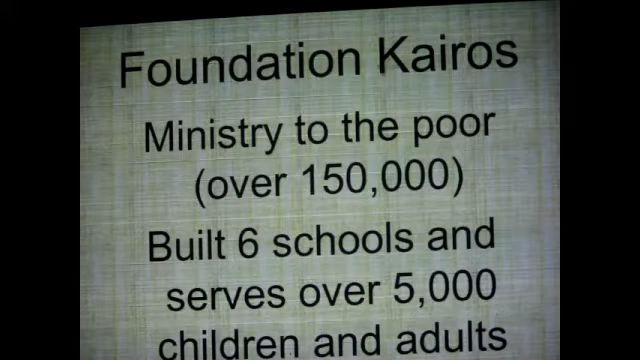 Foundation Kairos
Ministry to the poor
(over 150,000)
Built 6 schools and
serves over 5,000
children and adults